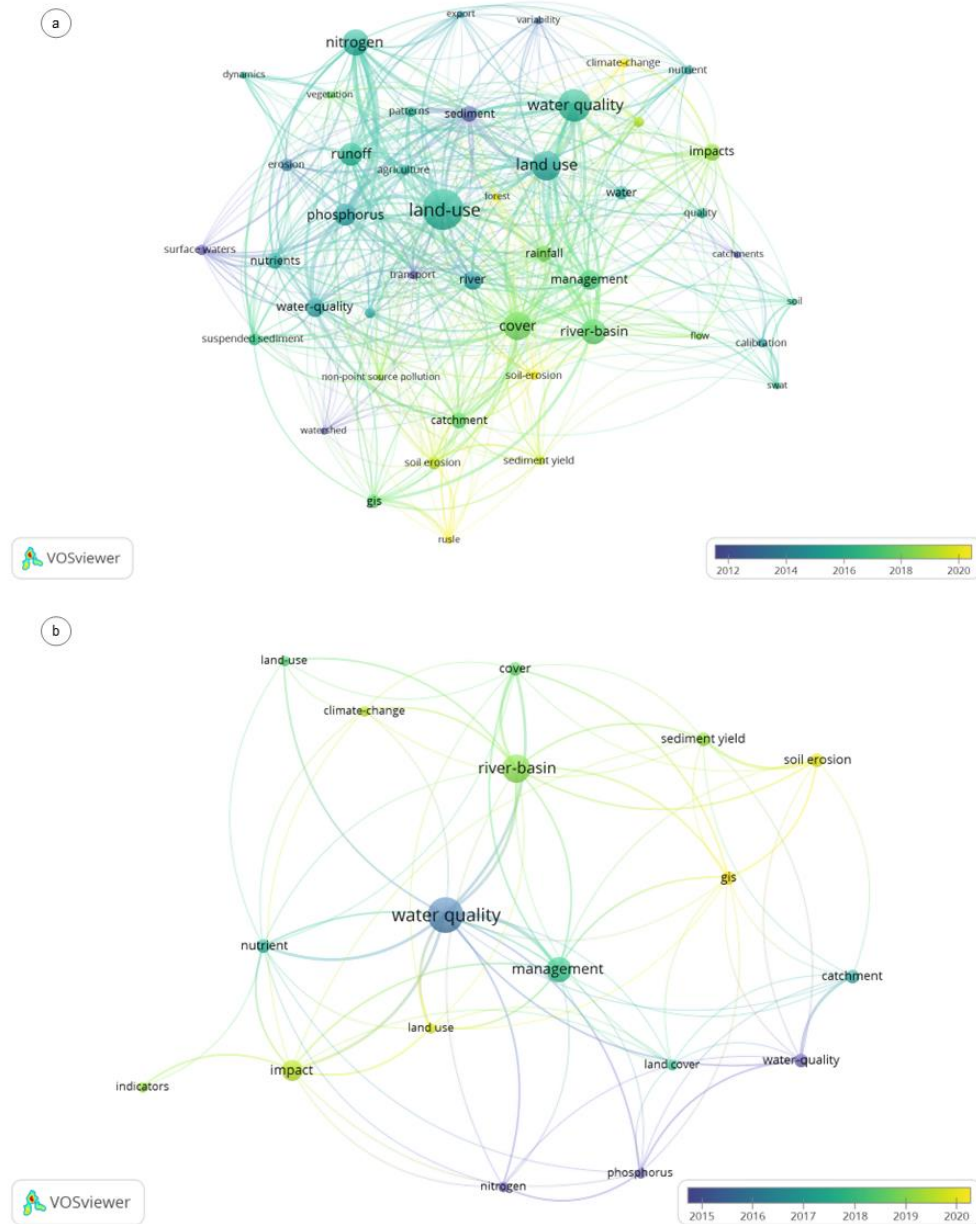 a
export
variability
nitrogen
climate-change
nutrient
dynamics
vegetation
water quality
patterns
sediment
runoff
land use
impacts
erosion
agriculture
water
forest
phosphorus
land-use
quality
surface waters
nutrients
rainfall
catchments
transport
river
management
water-quality
soil
cover
river-basin
suspended sediment
flow
calibration
non-point source pollution
soil-erosion
swat
watershed
catchment
soil erosion
sediment yield
gis
rusle
VOSviewer
2012 2014 2016 2018 2020
b
land-use
cover
climate-change
sediment yield
river-basin
soil erosion
gis
water quality
nutrient
management
catchment
land use
land cover
water-quality
impact
indicators
phosphorus
nitrogen
VOSviewer
2015 2016 2017 2018 2019 2020